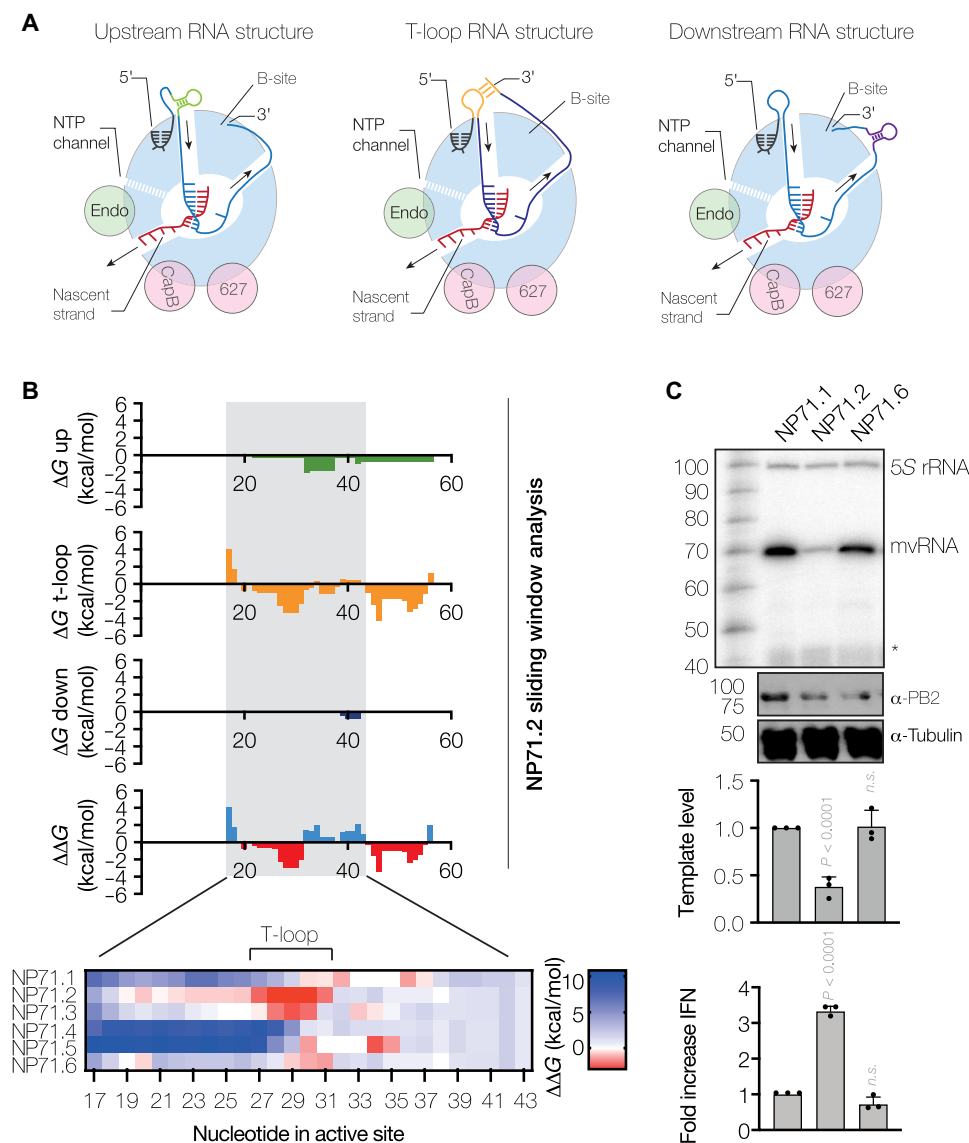 A
Upstream RNA structure
T-loop RNA structure
Downstream RNA structure
5'
B-site
3'
NTP
channel
Endo
Nascent
strand
CapB
627
3'
5'
B-site
NTP
channel
Endo
Nascent
strand
CapB
627
5'
B-site
3'
NTP
channel
Endo
Nascent
strand
CapB
627
B
ΔG up
(kcal/mol)
6
4
2
0
-2
-4
-6
20
40
60
ΔG t-loop
(kcal/mol)
6
4
2
0
-2
-4
-6
20
40
60
ΔG down
(kcal/mol)
6
4
2
0
-2
-4
-6
20
40
60
ΔΔG
(kcal/mol)
6
4
2
0
-2
-4
-6
20
40
60
NP71.2 sliding window analysis
T-loop
NP71.1
NP71.2
NP71.3
NP71.4
NP71.5
NP71.6
17 19 21 23 25 27 29 31 33 35 37 39 41 43
Nucleotide in active site
10
5
0
ΔΔG (kcal/mol)
C
NP71.1
NP71.2
NP71.6
100
90
80
70
60
50
40
5S rRNA
mvRNA
*
100
75
α-PB2
50
α-Tubulin
Template level
1.5
1.0
0.5
0.0
P < 0.0001
n.s.
Fold increase IFN
4
3
2
1
0
P < 0.0001
n.s.